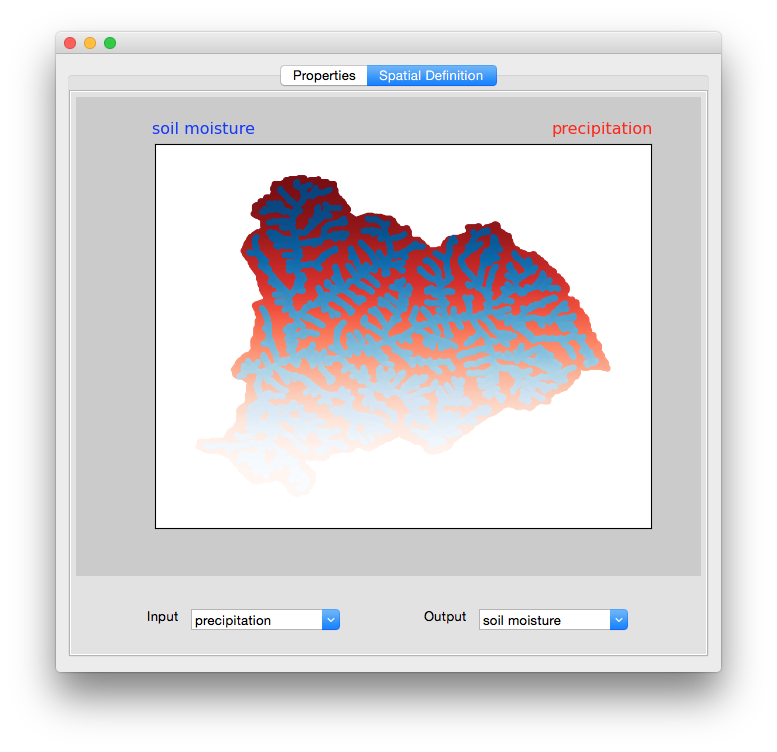 Properties Spatial Definition
soil moisture precipitation
Input precipitation Output soil moisture